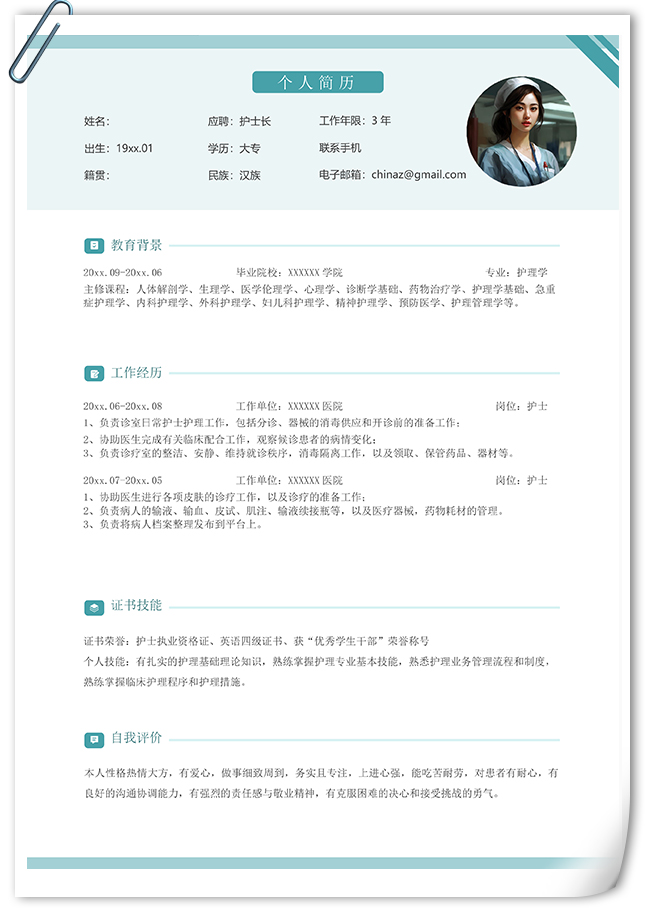 个人简历
姓名： 应聘：护士长 工作年限：3 年
出生：19xx.01 学历：大专 联系手机
籍贯： 民族：汉族 电子邮箱：chinaz@gmail.com
教育背景
20xx.09-20xx.06 毕业院校：XXXXXX 学院 专业：护理学
主修课程：人体解剖学、生理学、医学伦理学、心理学、诊断学基础、药物治疗学、护理学基础、急重
症护理学、内科护理学、外科护理学、妇儿科护理学、精神护理学、预防医学、护理管理学等。
工作经历
20xx.06-20xx.08 工作单位：XXXXXX 医院 岗位：护士
1、负责诊室日常护士护理工作，包括分诊、器械的消毒供应和开诊前的准备工作；
2、协助医生完成有关临床配合工作，观察候诊患者的病情变化；
3、负责诊疗室的整洁、安静、维持就诊秩序，消毒隔离工作，以及领取、保管药品、器材等。
20xx.07-20xx.05 工作单位：XXXXXX 医院 岗位：护士
1、协助医生进行各项皮肤的诊疗工作，以及诊疗的准备工作；
2、负责病人的输液、输血、皮试、肌注、输液续接瓶等，以及医疗器械，药物耗材的管理。
3、负责将病人档案整理发布到平台上。
证书技能
证书荣誉：护士执业资格证、英语四级证书、获“优秀学生干部”荣誉称号
个人技能：有扎实的护理基础理论知识，熟练掌握护理专业基本技能，熟悉护理业务管理流程和制度，
熟练掌握临床护理程序和护理措施。
自我评价
本人性格热情大方，有爱心，做事细致周到，务实且专注，上进心强，能吃苦耐劳，对患者有耐心，有
良好的沟通协调能力，有强烈的责任感与敬业精神，有克服困难的决心和接受挑战的勇气。